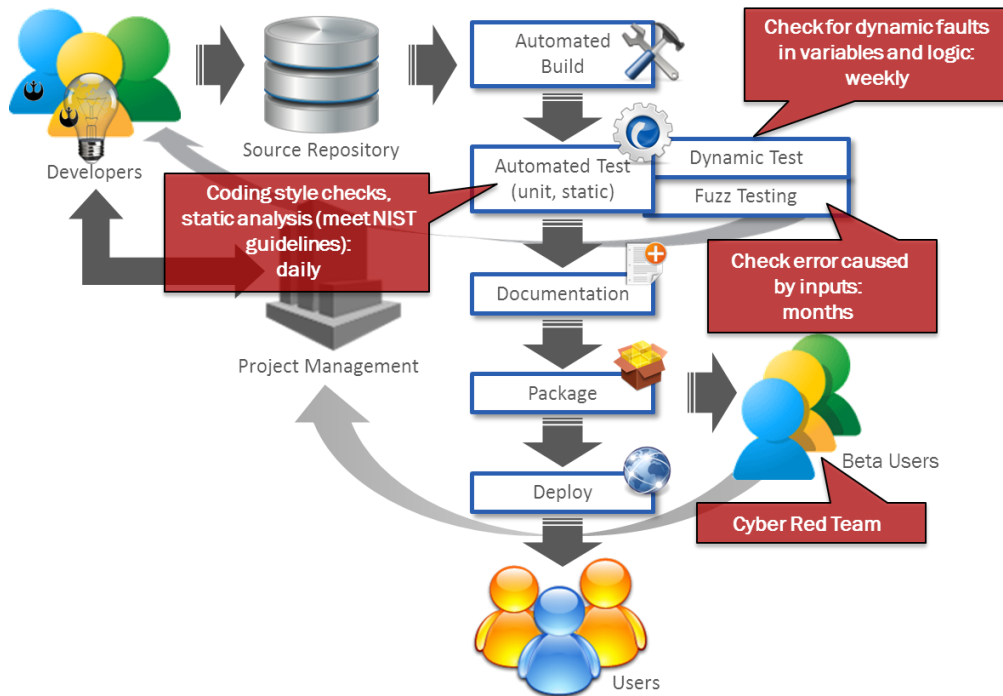 Automated
Build
Check for dynamic faults
in variables and logic:
weekly
Developers
Source Repository
Automated Test
(unit, static)
Dynamic Test
Fuzz Testing
Coding style checks,
static analysis (meet NIST
guidelines):
daily
Check error caused
by inputs:
months
Documentation
Project Management
Package
Beta Users
Deploy
Cyber Red Team
Users